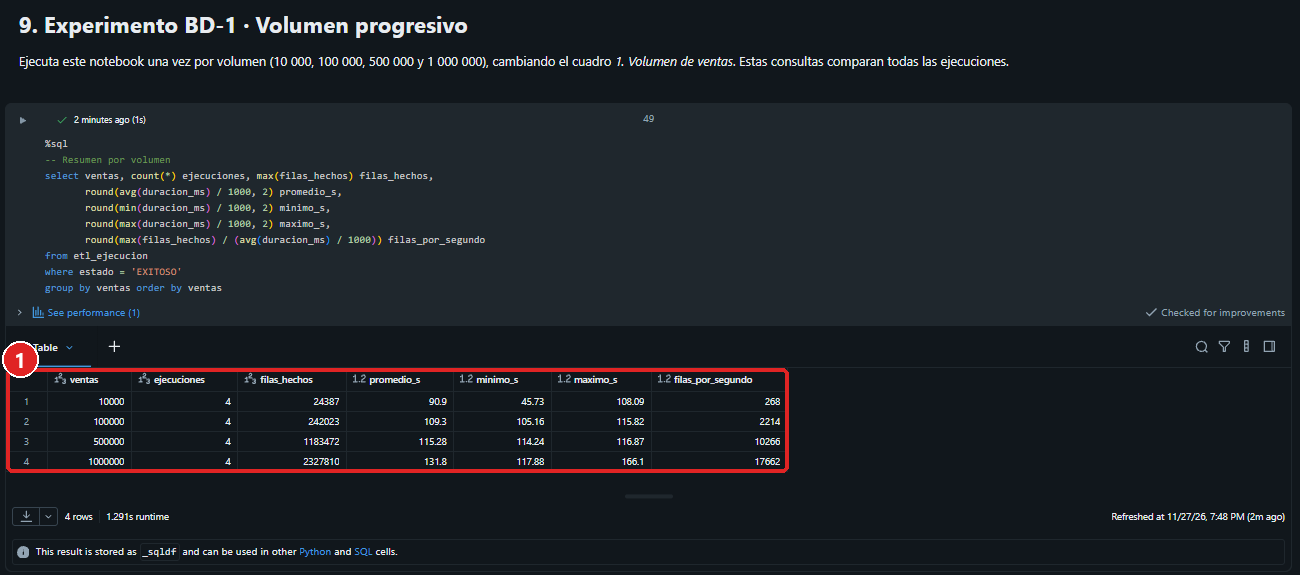 9. Experimento BD-1 · Volumen progresivo
Ejecuta este notebook una vez por volumen (10 000, 100 000, 500 000 y 1 000 000), cambiando el cuadro 1. Volumen de ventas. Estas consultas comparan todas las ejecuciones.
2 minutes ago (1s)
49
%sql
-- Resumen por volumen
select ventas, count(*) ejecuciones, max(filas_hechos) filas_hechos,
round(avg(duracion_ms) / 1000, 2) promedio_s,
round(min(duracion_ms) / 1000, 2) minimo_s,
round(max(duracion_ms) / 1000, 2) maximo_s,
round(max(filas_hechos) / (avg(duracion_ms) / 1000)) filas_por_segundo
from etl_ejecucion
where estado = 'EXITOSO'
group by ventas order by ventas
See performance (1)
Checked for improvements
1
Table
+
123 ventas 123 ejecuciones 123 filas_hechos 1.2 promedio_s 1.2 minimo_s 1.2 maximo_s 1.2 filas_por_segundo
1 10000 4 24387 90.9 45.73 108.09 268
2 100000 4 242023 109.3 105.16 115.82 2214
3 500000 4 1183472 115.28 114.24 116.87 10266
4 1000000 4 2327810 131.8 117.88 166.1 17662
4 rows 1.291s runtime
Refreshed at 11/27/26, 7:48 PM (2m ago)
This result is stored as _sqldf and can be used in other Python and SQL cells.